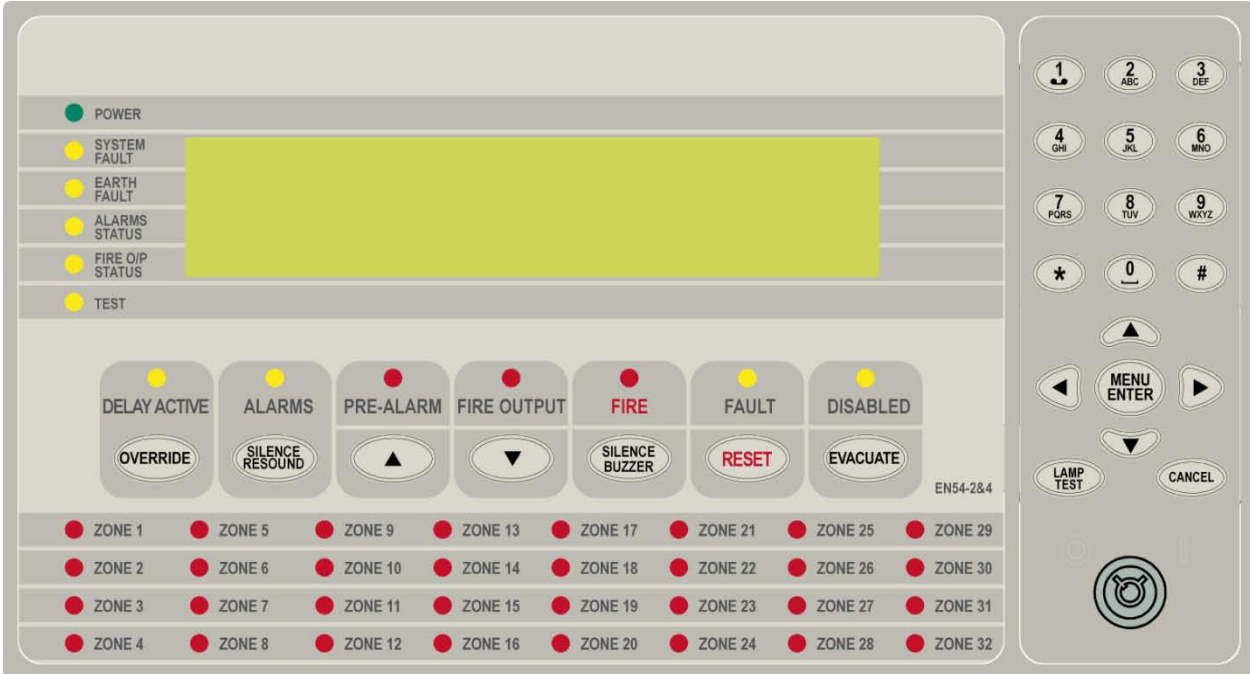 POWER
SYSTEM
FAULT
EARTH
FAULT
ALARMS
STATUS
FIRE O/P
STATUS
TEST
DELAY ACTIVE
ALARMS
PRE-ALARM
FIRE OUTPUT
FIRE
FAULT
DISABLED
OVERRIDE
SILENCE
RESOUND
SILENCE
BUZZER
RESET
EVACUATE
EN54-2&4
ZONE 1 ZONE 5 ZONE 9 ZONE 13 ZONE 17 ZONE 21 ZONE 25 ZONE 29
ZONE 2 ZONE 6 ZONE 10 ZONE 14 ZONE 18 ZONE 22 ZONE 26 ZONE 30
ZONE 3 ZONE 7 ZONE 11 ZONE 15 ZONE 19 ZONE 23 ZONE 27 ZONE 31
ZONE 4 ZONE 8 ZONE 12 ZONE 16 ZONE 20 ZONE 24 ZONE 28 ZONE 32
1
2
ABC
3
DEF
4
GHI
5
JKL
6
MNO
7
PQRS
8
TUV
9
WXYZ
*
0
#
MENU
ENTER
LAMP
TEST
CANCEL